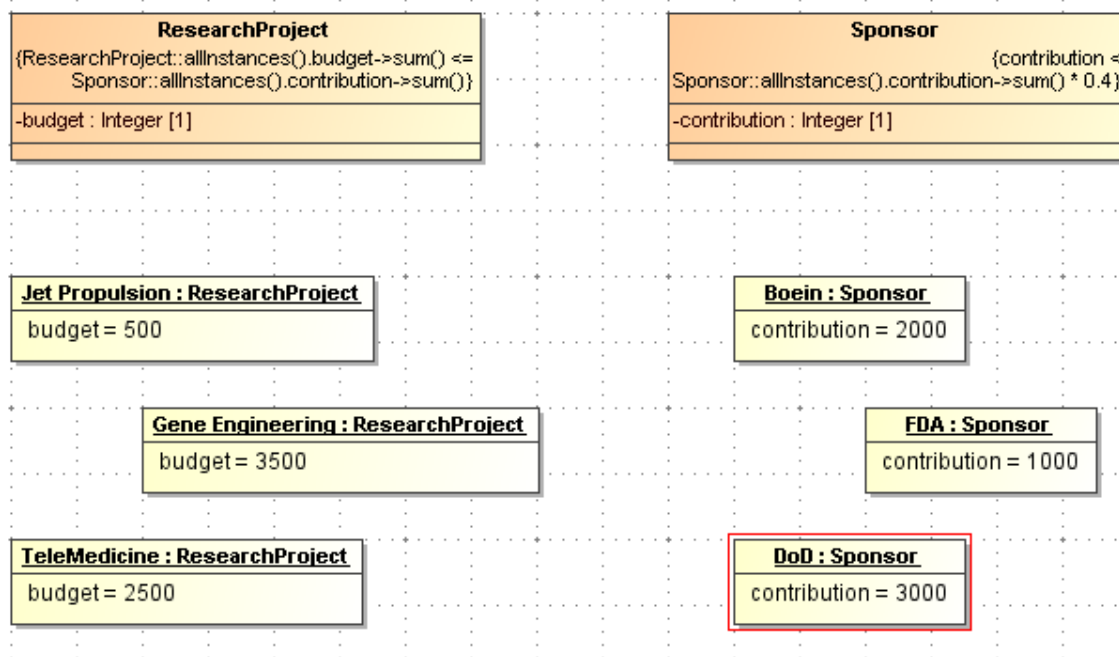 ResearchProject
{ResearchProject::allInstances().budget->sum() <=
Sponsor::allInstances().contribution->sum()}
-budget : Integer [1]
Sponsor
{contribution <
Sponsor::allInstances().contribution->sum() * 0.4}
-contribution : Integer [1]
Jet Propulsion : ResearchProject
budget = 500
Boein : Sponsor
contribution = 2000
Gene Engineering : ResearchProject
budget = 3500
FDA : Sponsor
contribution = 1000
TeleMedicine : ResearchProject
budget = 2500
DoD : Sponsor
contribution = 3000